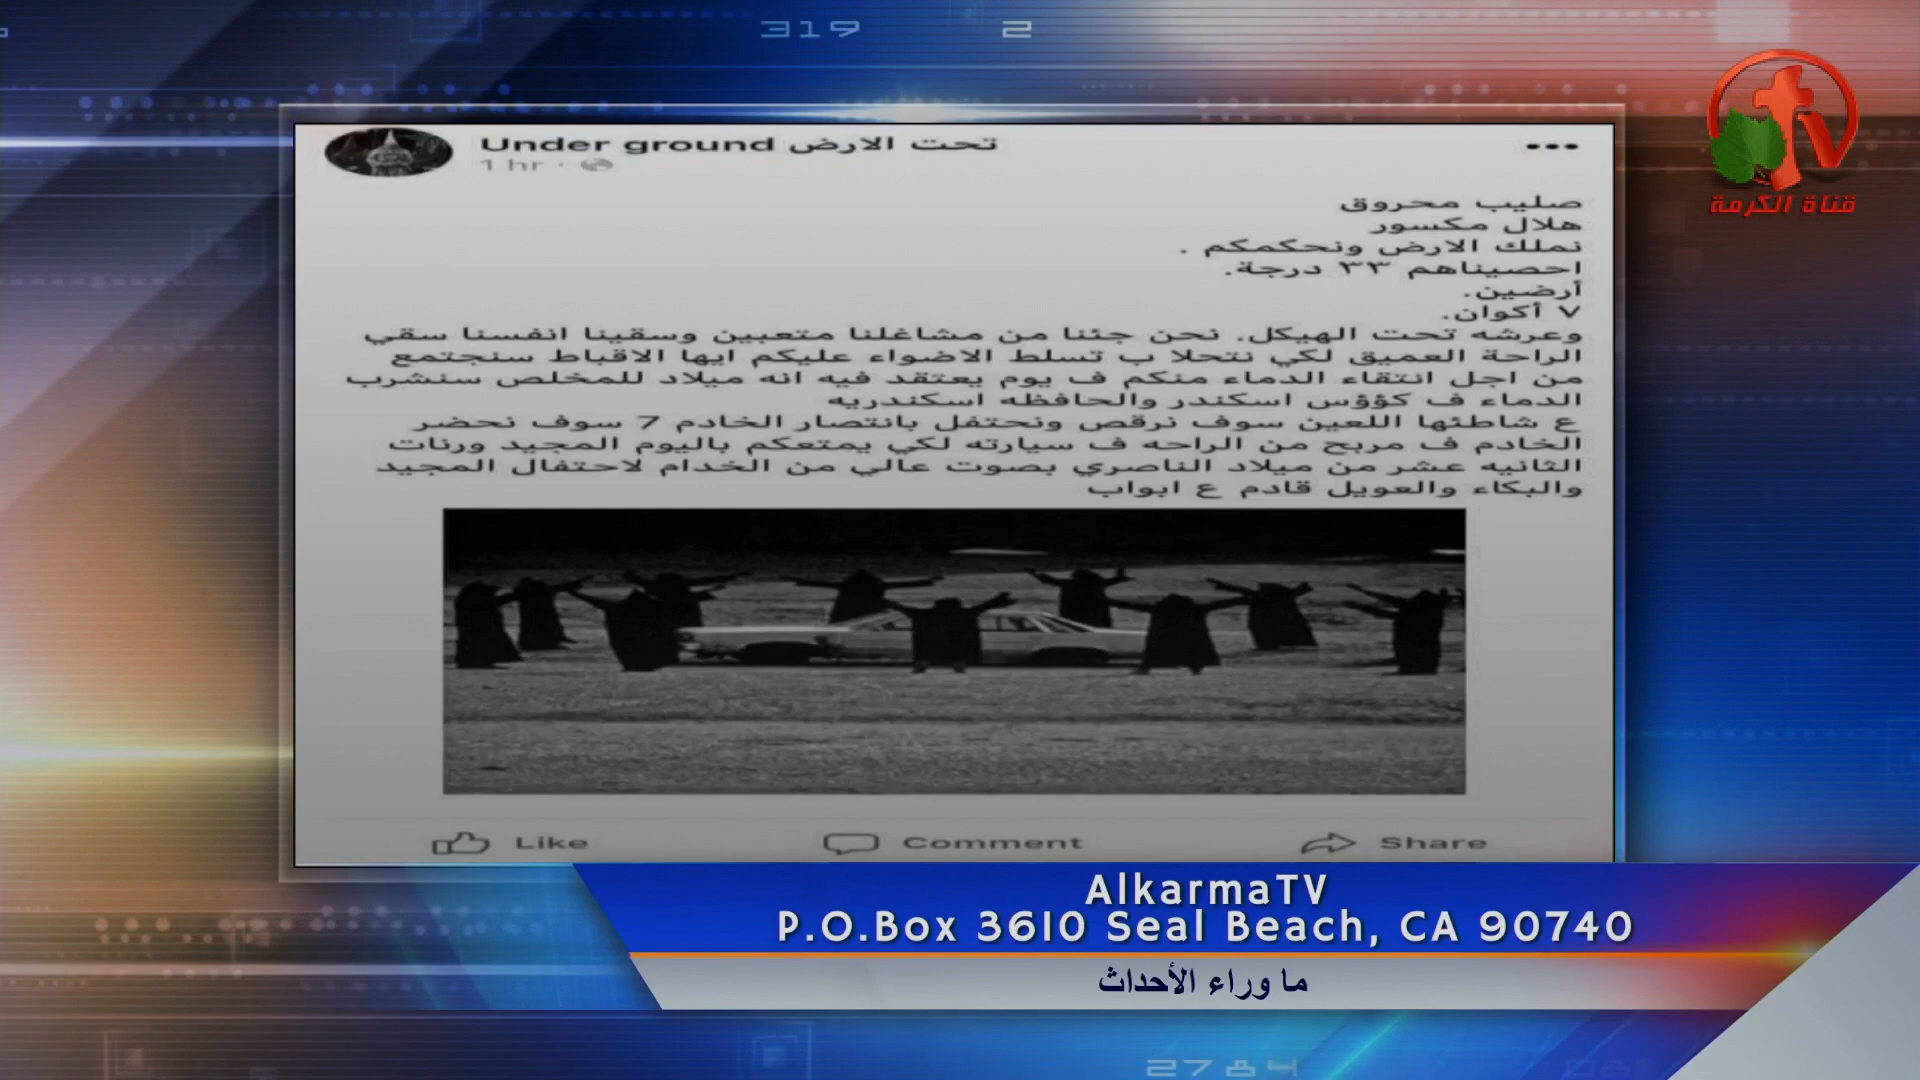 319 2
قناة الكرمة
Under ground تحت الارض
1 hr ·
صليب محروق
هلال مكسور
نملك الارض ونحكمكم .
احصيناهم ٣٣ درجة.
أرضين.
٧ أكوان.
وعرشه تحت الهيكل. نحن جئنا من مشاغلنا متعبين وسقينا انفسنا سقي
الراحة العميق لكي نتحلا ب تسلط الاضواء عليكم ايها الاقباط سنجتمع
من اجل انتقاء الدماء منكم ف يوم يعتقد فيه انه ميلاد للمخلص سنشرب
الدماء ف كؤؤس اسكندر والحافظه اسكندريه
ع شاطئها اللعين سوف نرقص ونحتفل بانتصار الخادم 7 سوف نحضر
الخادم ف مربح من الراحه ف سيارته لكي يمتعكم باليوم المجيد ورنات
الثانيه عشر من ميلاد الناصري بصوت عالي من الخدام لاحتفال المجيد
والبكاء والعويل قادم ع ابواب
Like Comment Share
AlkarmaTV
P.O.Box 3610 Seal Beach, CA 90740
ما وراء الأحداث
2784